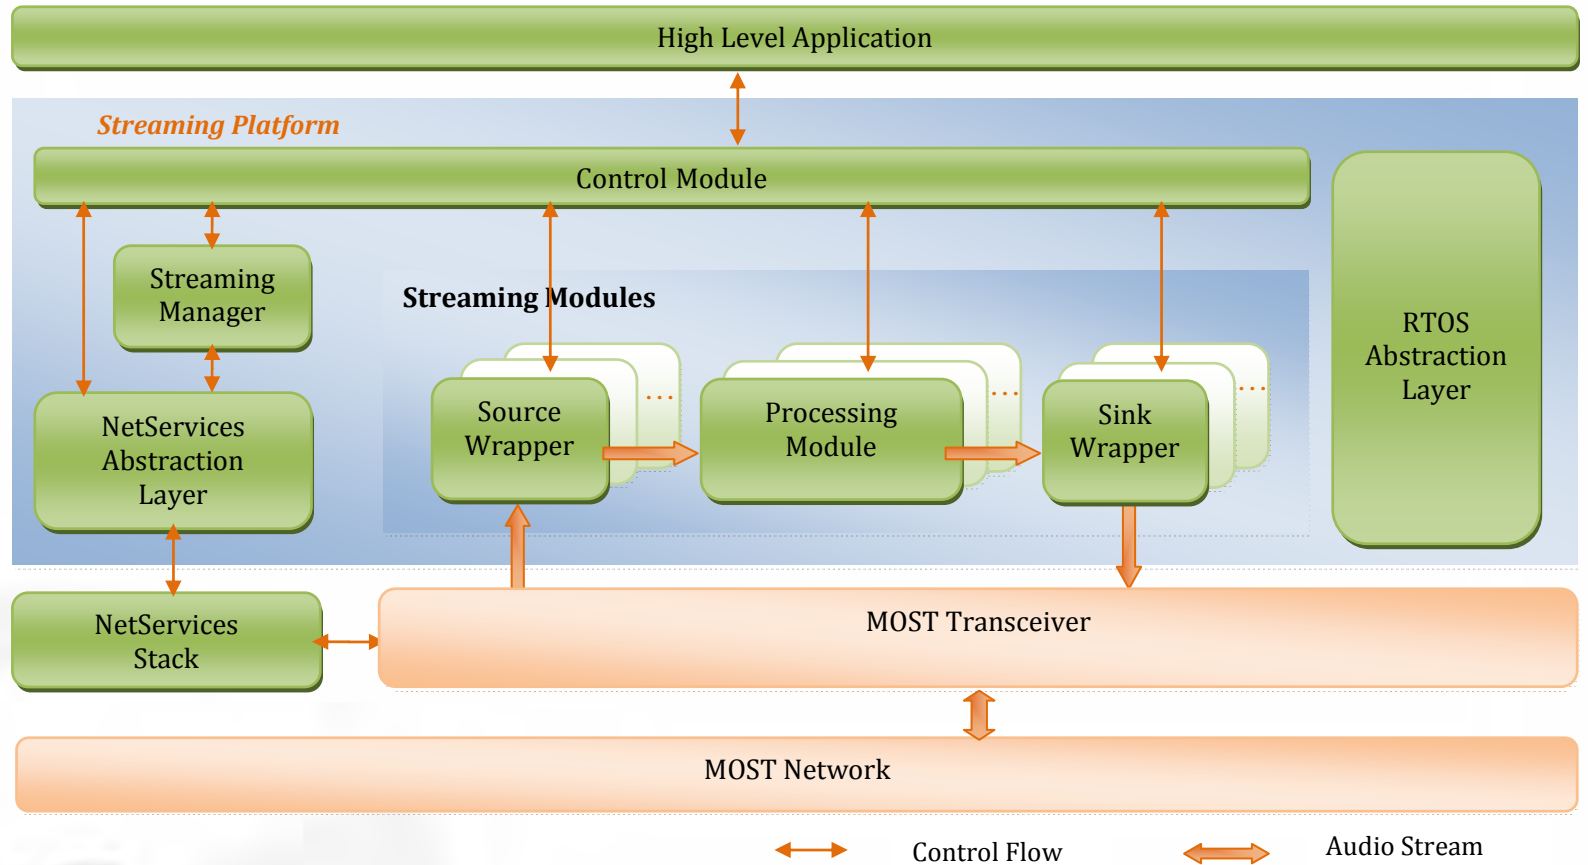 High Level Application
Streaming Platform
Control Module
Streaming
Manager
Streaming Modules
RTOS
Abstraction
Layer
NetServices
Abstraction
Layer
Source
Wrapper
...
Processing
Module
...
Sink
Wrapper
...
NetServices
Stack
MOST Transceiver
MOST Network
Control Flow
Audio Stream